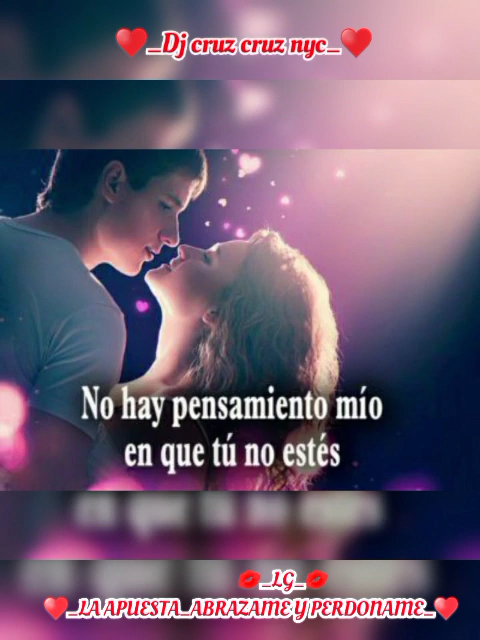 ♥️_Dj cruz cruz nyc_♥️
No hay pensamiento mío
en que tú no estés
💋_LG_💋
♥️_LA APUESTA_ABRAZAME Y PERDONAME_♥️